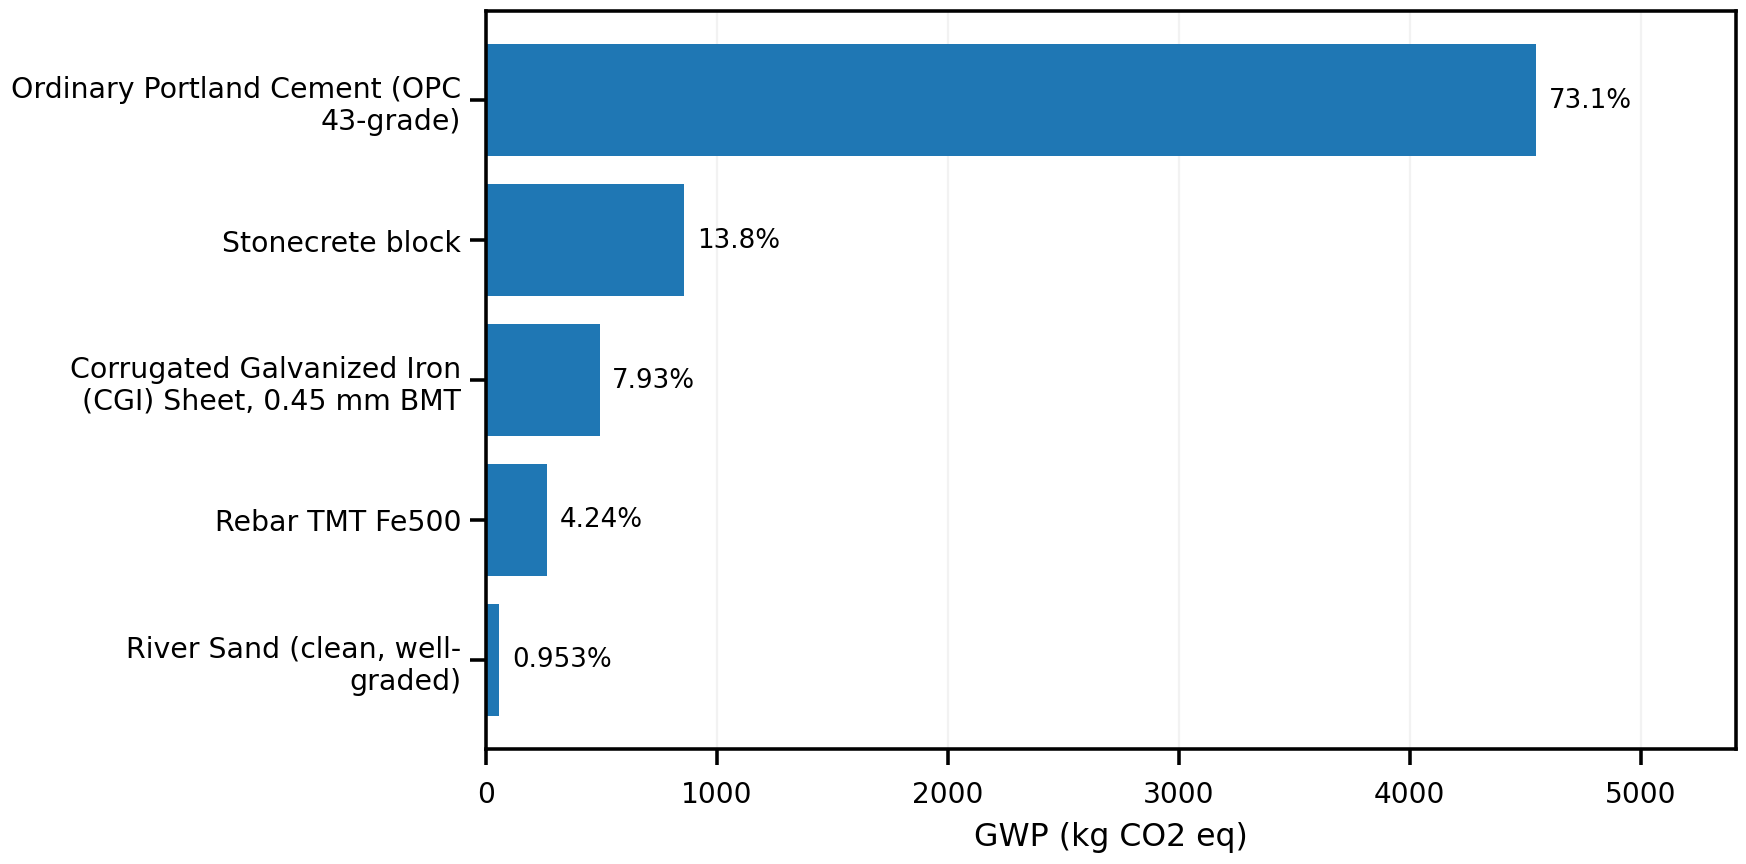 Ordinary Portland Cement (OPC
43-grade)
73.1%
Stonecrete block
13.8%
Corrugated Galvanized Iron
(CGI) Sheet, 0.45 mm BMT
7.93%
Rebar TMT Fe500
4.24%
River Sand (clean, well-
graded)
0.953%
0 1000 2000 3000 4000 5000
GWP (kg CO2 eq)